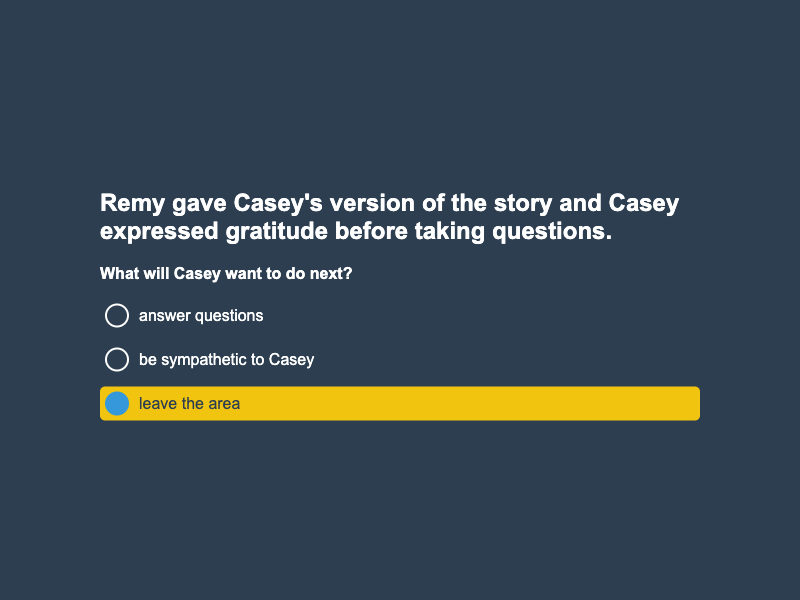 Remy gave Casey's version of the story and Casey
expressed gratitude before taking questions.
What will Casey want to do next?
answer questions
be sympathetic to Casey
leave the area